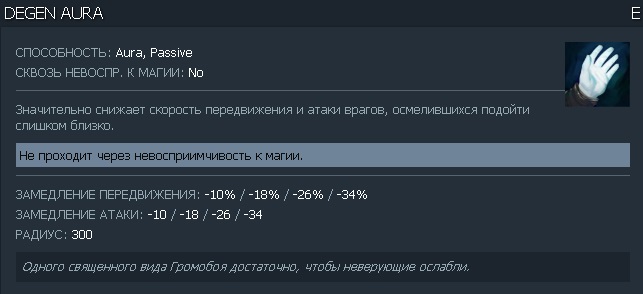 DEGEN AURA E
СПОСОБНОСТЬ: Aura, Passive
СКВОЗЬ НЕВОСПР. К МАГИИ: No
Значительно снижает скорость передвижения и атаки врагов, осмелившихся подойти
слишком близко.
Не проходит через невосприимчивость к магии.
ЗАМЕДЛЕНИЕ ПЕРЕДВИЖЕНИЯ: -10% / -18% / -26% / -34%
ЗАМЕДЛЕНИЕ АТАКИ: -10 / -18 / -26 / -34
РАДИУС: 300
Одного священного вида Громобоя достаточно, чтобы неверующие ослабли.